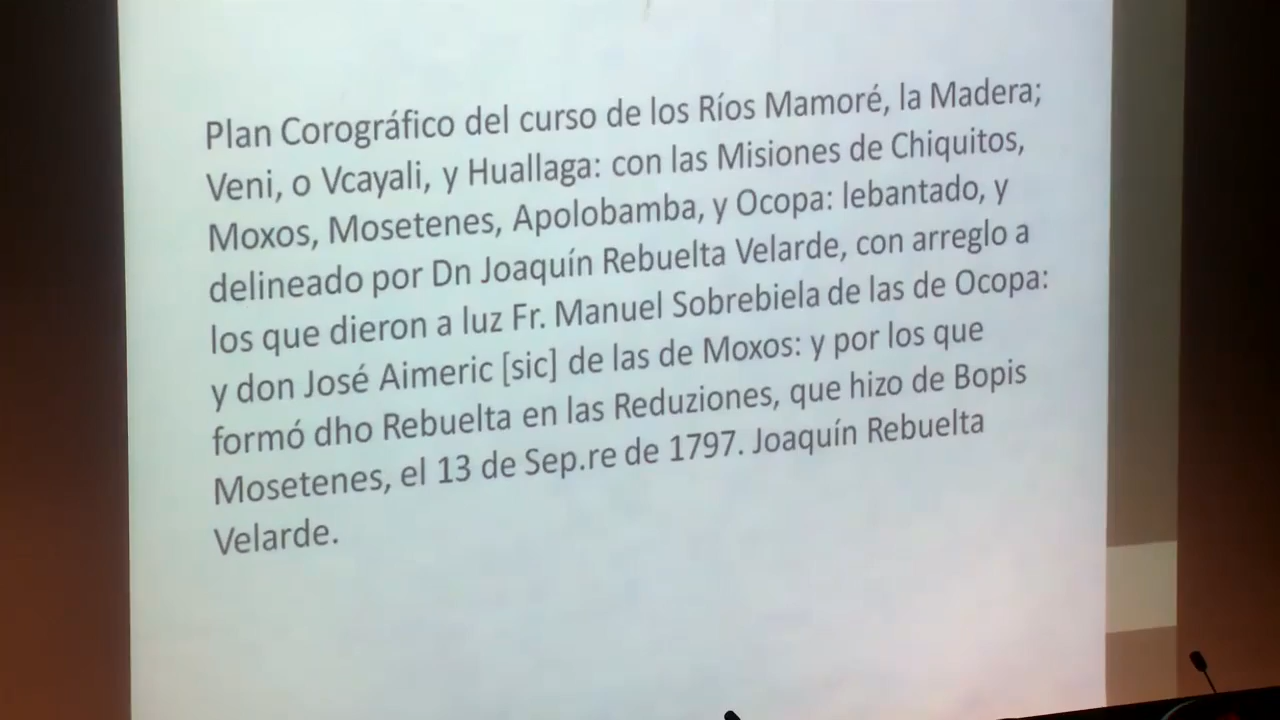 Plan Corográfico del curso de los Ríos Mamoré, la Madera;
Veni, o Vcayali, y Huallaga: con las Misiones de Chiquitos,
Moxos, Mosetenes, Apolobamba, y Ocopa: lebantado, y
delineado por Dn Joaquín Rebuelta Velarde, con arreglo a
los que dieron a luz Fr. Manuel Sobrebiela de las de Ocopa:
y don José Aimeric [sic] de las de Moxos: y por los que
formó dho Rebuelta en las Reduziones, que hizo de Bopis
Mosetenes, el 13 de Sep.re de 1797. Joaquín Rebuelta
Velarde.